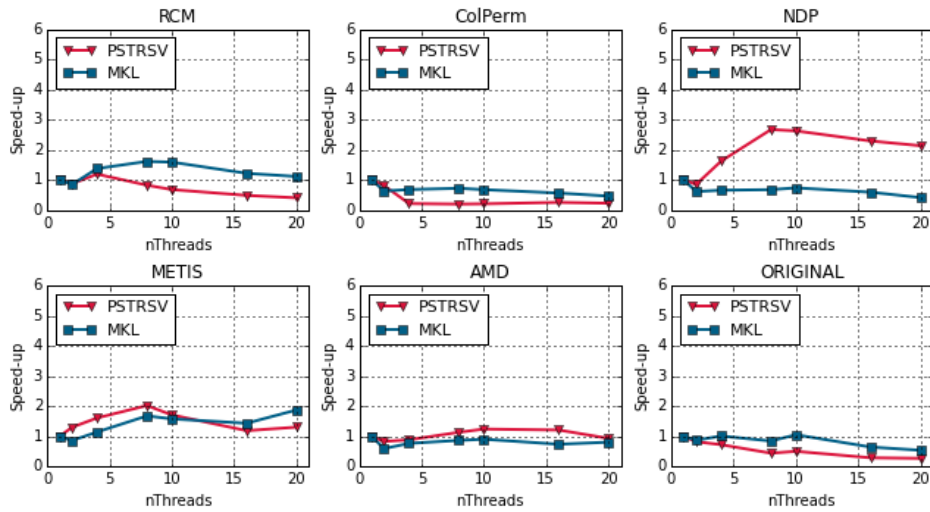 RCM
Speed-up
6
5
4
3
2
1
0
PSTRSV
MKL
0 5 10 15 20
nThreads
ColPerm
Speed-up
6
5
4
3
2
1
0
PSTRSV
MKL
0 5 10 15 20
nThreads
NDP
Speed-up
6
5
4
3
2
1
0
PSTRSV
MKL
0 5 10 15 20
nThreads
METIS
Speed-up
6
5
4
3
2
1
0
PSTRSV
MKL
0 5 10 15 20
nThreads
AMD
Speed-up
6
5
4
3
2
1
0
PSTRSV
MKL
0 5 10 15 20
nThreads
ORIGINAL
Speed-up
6
5
4
3
2
1
0
PSTRSV
MKL
0 5 10 15 20
nThreads